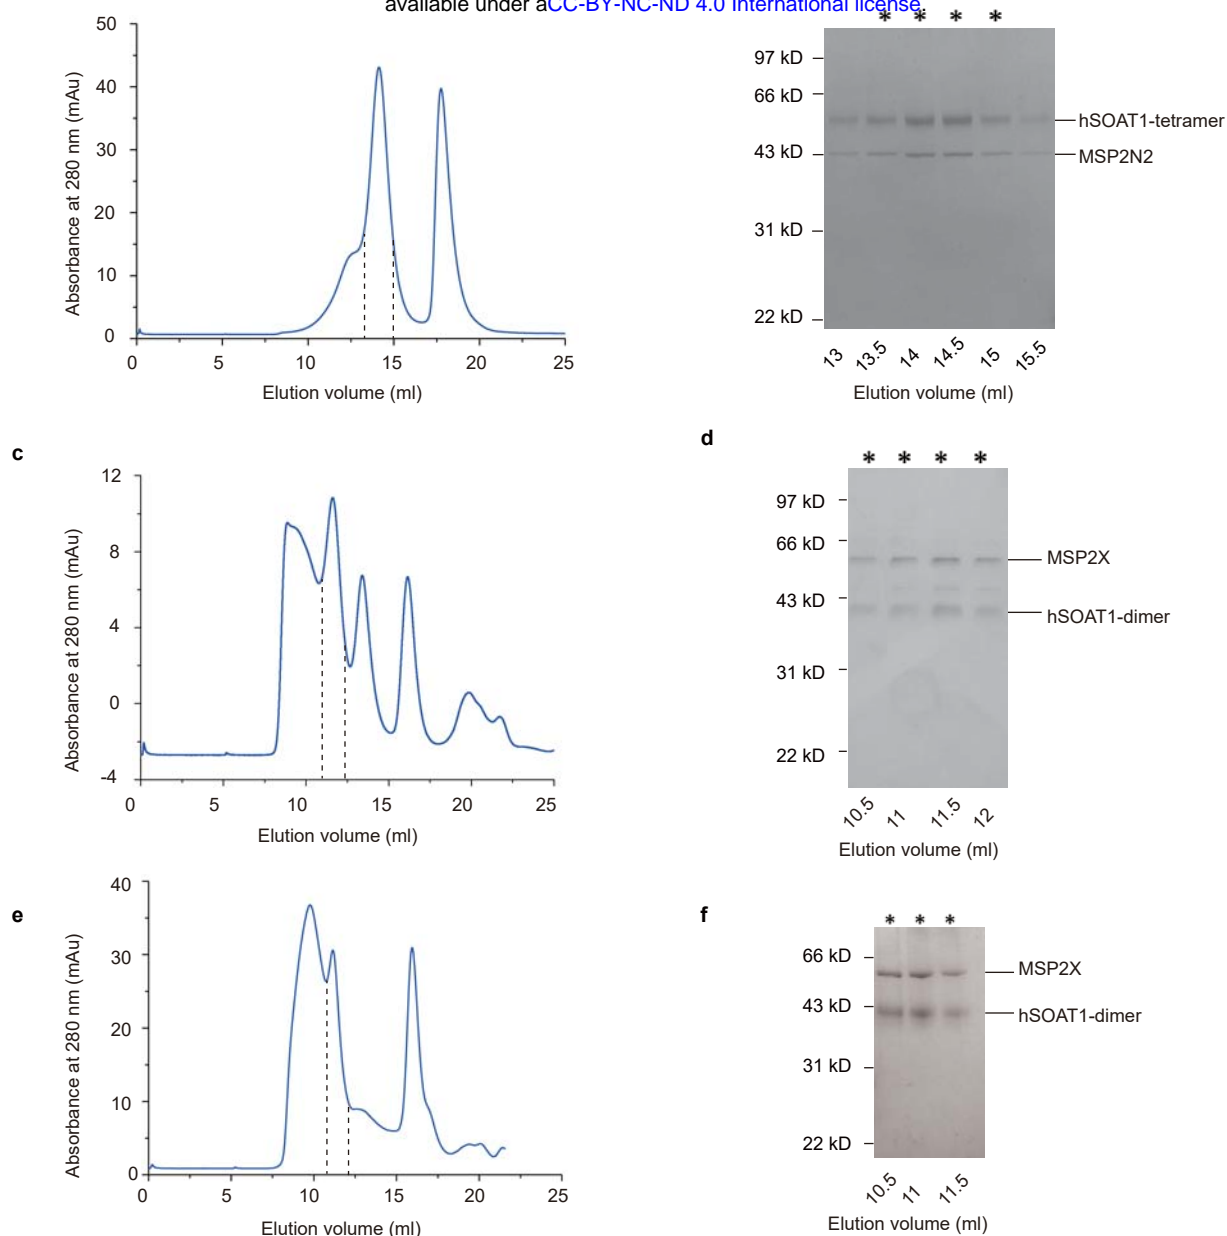 available under aCC-BY-NC-ND 4.0 International license.
50
40
30
20
10
0
Absorbance at 280 nm (mAu)
0 5 10 15 20 25
Elution volume (ml)
* * * *
97 kD
66 kD
43 kD
31 kD
22 kD
hSOAT1-tetramer
MSP2N2
13 13.5 14 14.5 15 15.5
Elution volume (ml)
c
12
8
4
0
-4
Absorbance at 280 nm (mAu)
0 5 10 15 20 25
Elution volume (ml)
d
* * * *
97 kD
66 kD
43 kD
31 kD
22 kD
MSP2X
hSOAT1-dimer
10.5 11 11.5 12
Elution volume (ml)
e
40
30
20
10
0
Absorbance at 280 nm (mAu)
0 5 10 15 20 25
Elution volume (ml)
f
* * *
66 kD
43 kD
31 kD
22 kD
MSP2X
hSOAT1-dimer
10.5 11 11.5
Elution volume (ml)